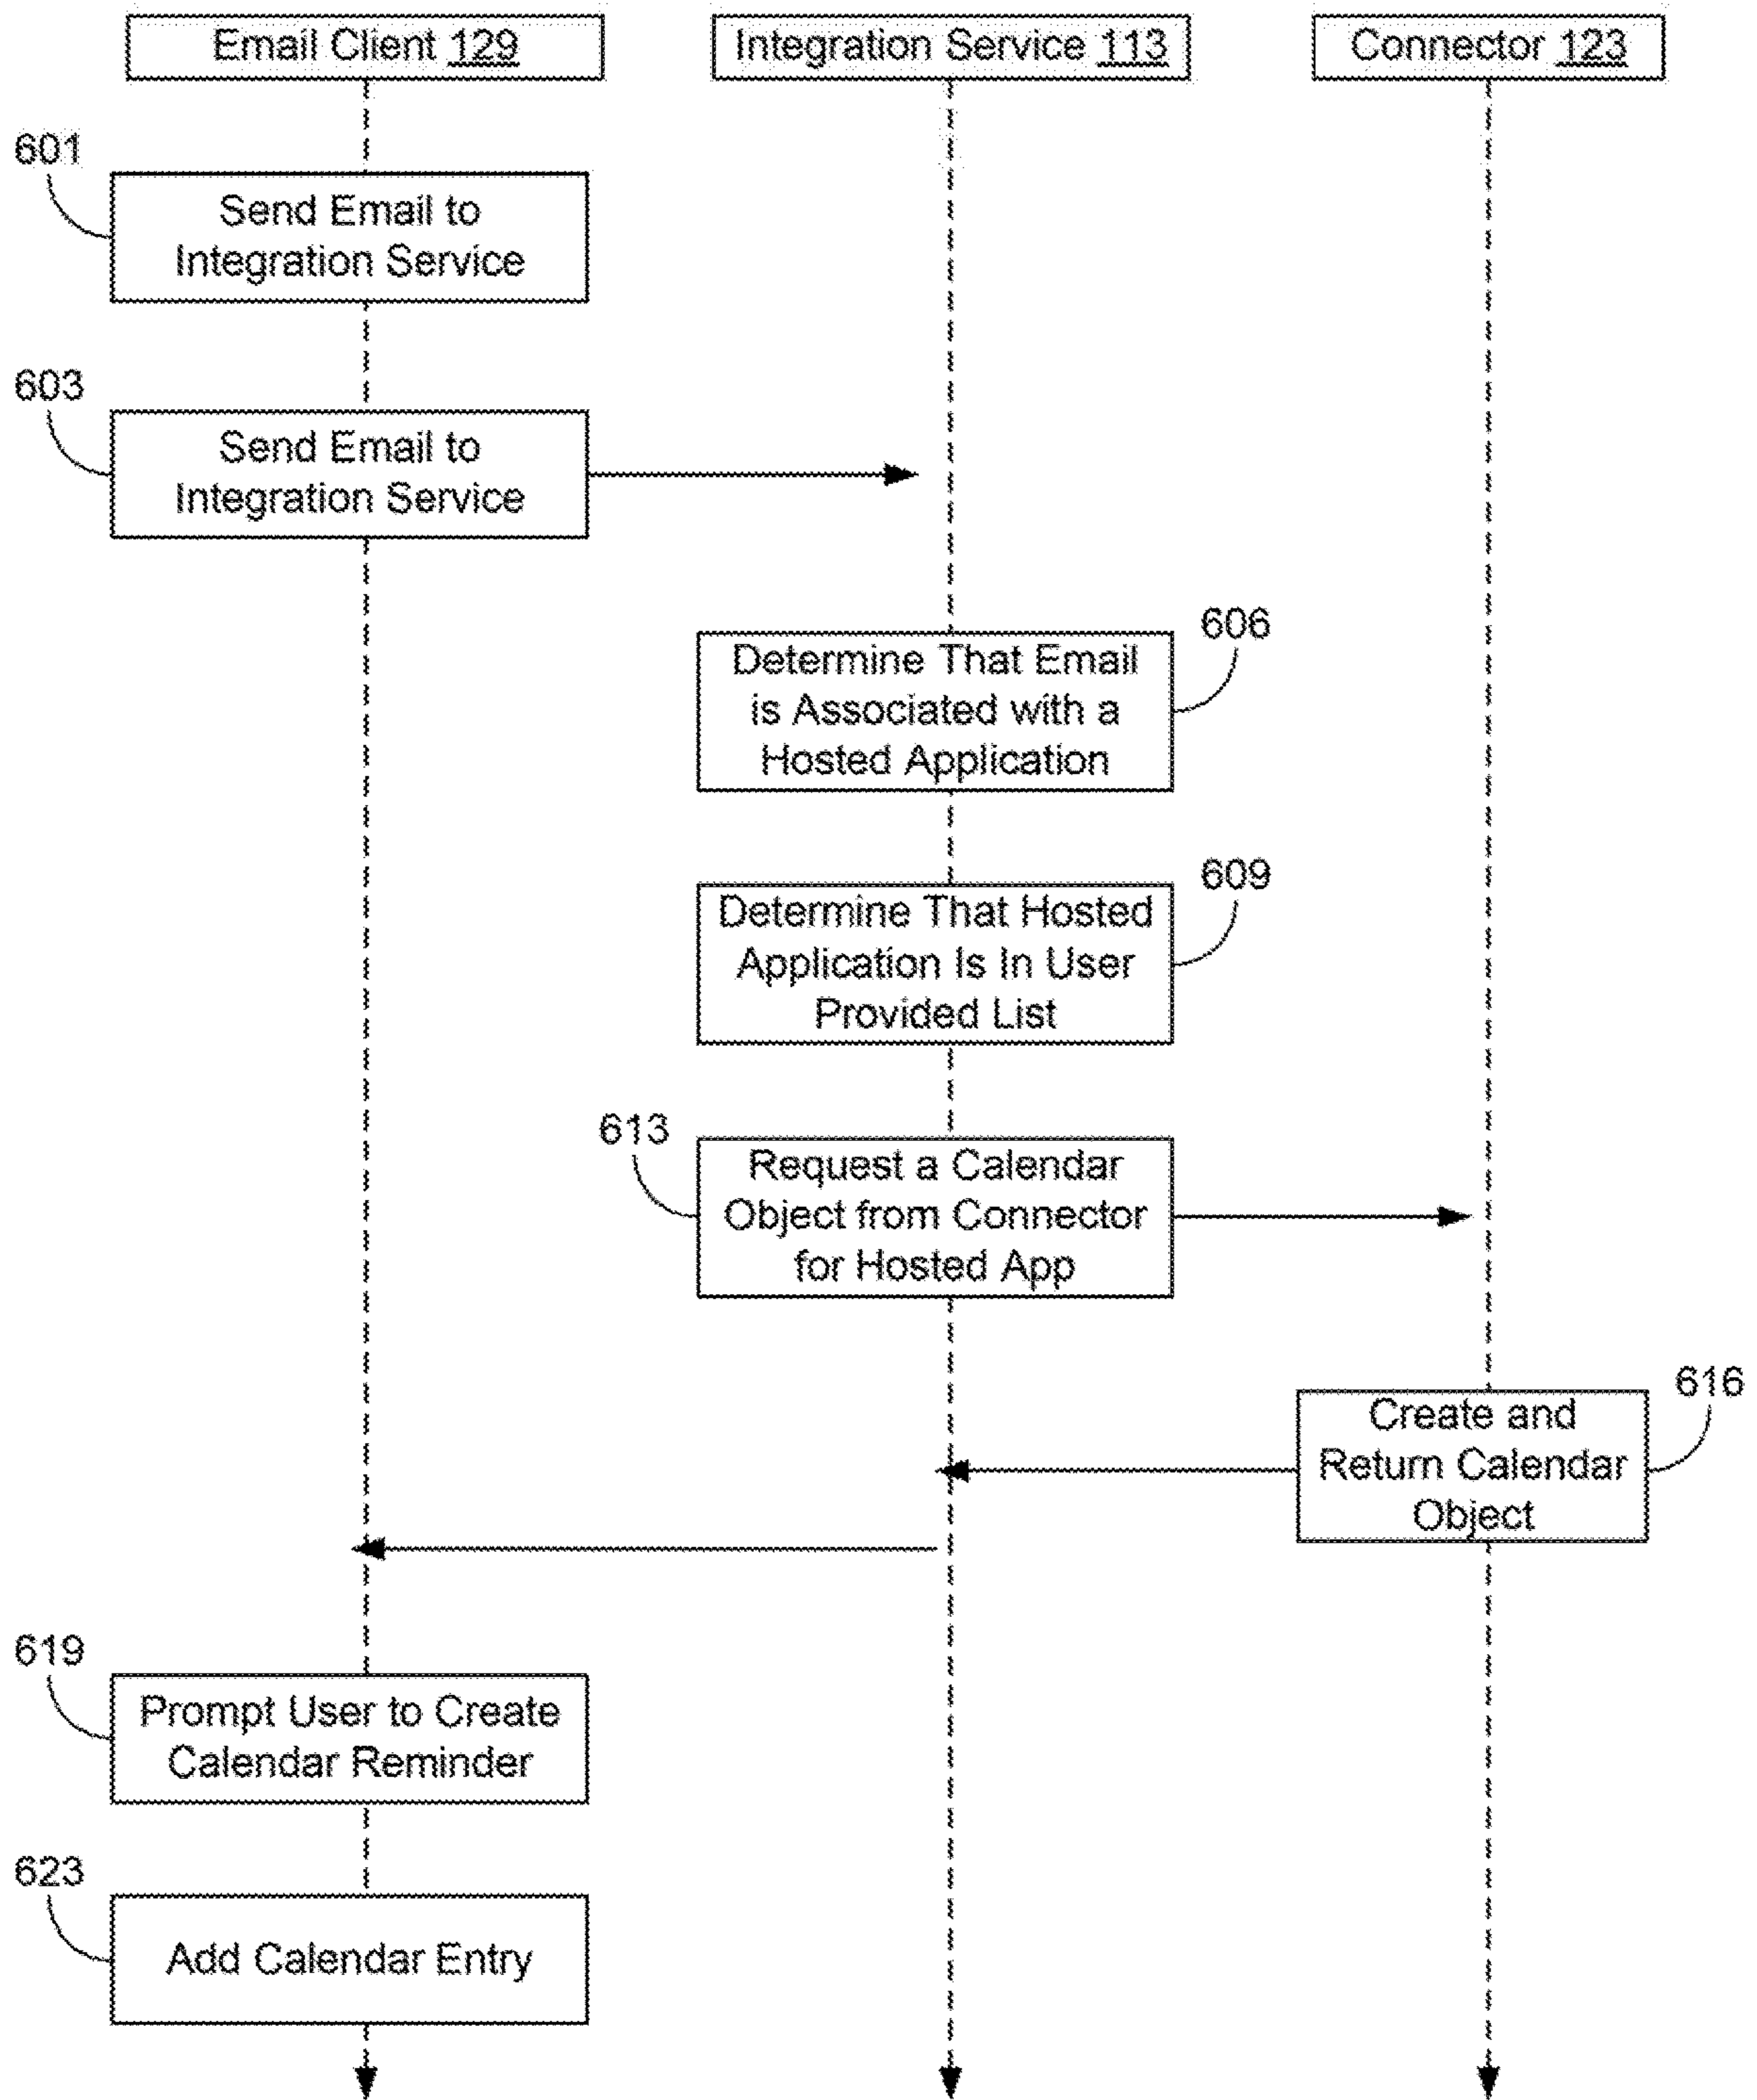 Email Client 129
Integration Service 113
Connector 123
601
Send Email to
Integration Service
603
Send Email to
Integration Service
606
Determine That Email
is Associated with a
Hosted Application
609
Determine That Hosted
Application Is In User
Provided List
613
Request a Calendar
Object from Connector
for Hosted App
616
Create and
Return Calendar
Object
619
Prompt User to Create
Calendar Reminder
623
Add Calendar Entry